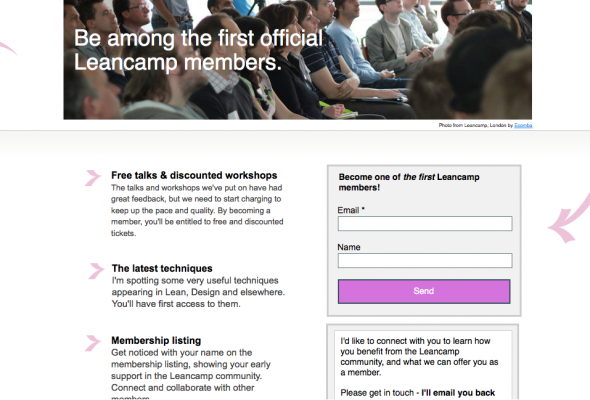 Be among the first official
Leancamp members.
Photo from Leancamp, London by Ecomba
Free talks & discounted workshops
The talks and workshops we've put on have had
great feedback, but we need to start charging to
keep up the pace and quality. By becoming a
member, you'll be entitled to free and discounted
tickets.
The latest techniques
I'm spotting some very useful techniques
appearing in Lean, Design and elsewhere.
You'll have first access to them.
Membership listing
Get noticed with your name on the
membership listing, showing your early
support in the Leancamp community.
Connect and collaborate with other
members
Become one of the first Leancamp
members!
Email *
Name
Send
I'd like to connect with you to learn how
you benefit from the Leancamp
community, and what we can offer you as
a member.
Please get in touch - I'll email you back